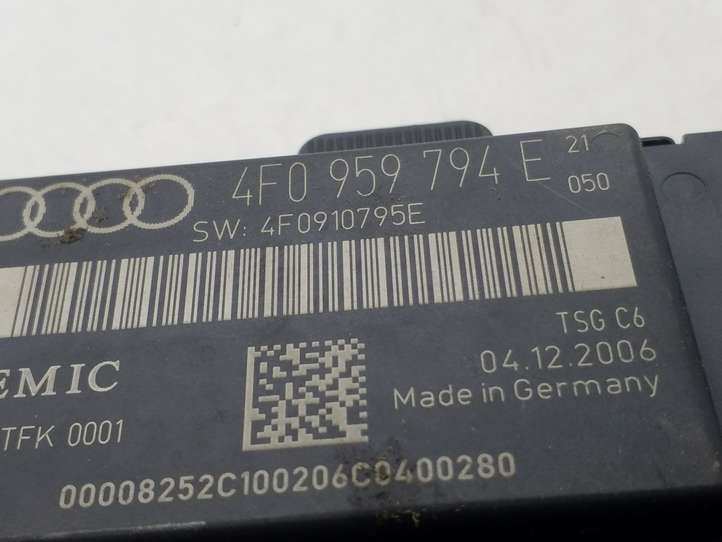 4F0 959 794 E 21
050
SW: 4F0910795E
TSG C6
EMIC
04.12.2006
Made in Germany
TFK 0001
00008252C100206C0400280